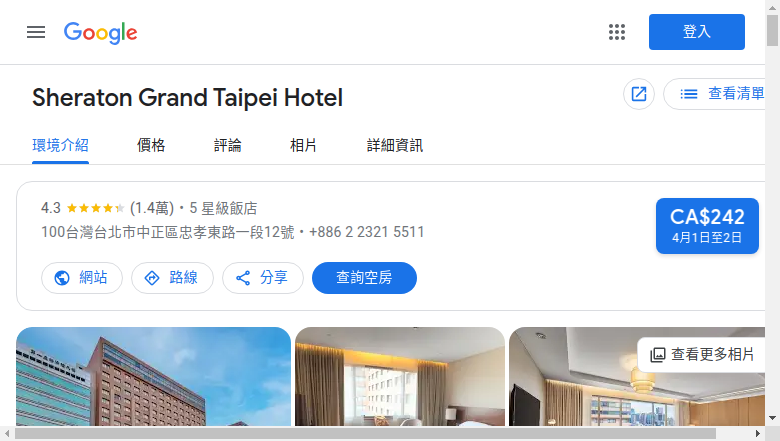 Google
登入
Sheraton Grand Taipei Hotel
查看清單
環境介紹
價格
評論
相片
詳細資訊
4.3 (1.4萬)・5 星級飯店
100台灣台北市中正區忠孝東路一段12號・+886 2 2321 5511
CA$242
4月1日至2日
網站
路線
分享
查詢空房
查看更多相片